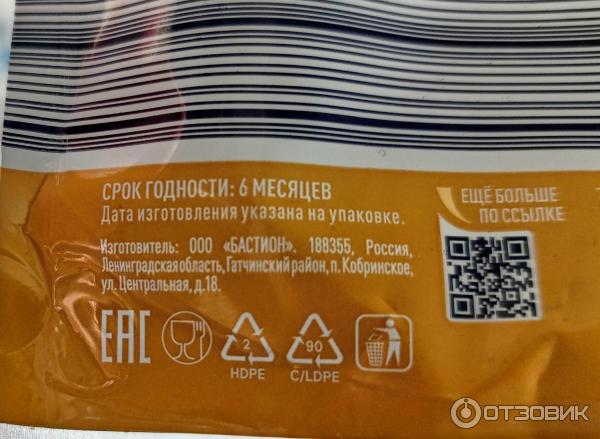 СРОК ГОДНОСТИ: 6 МЕСЯЦЕВ
Дата изготовления указана на упаковке.
Изготовитель: ООО «БАСТИОН». 188355, Россия,
Ленинградская область, Гатчинский район, п. Кобринское,
ул. Центральная, д.18.
ЕЩЁ БОЛЬШЕ
ПО ССЫЛКЕ
EAC
2
HDPE
90
C/LDPE
ОТЗОВИК